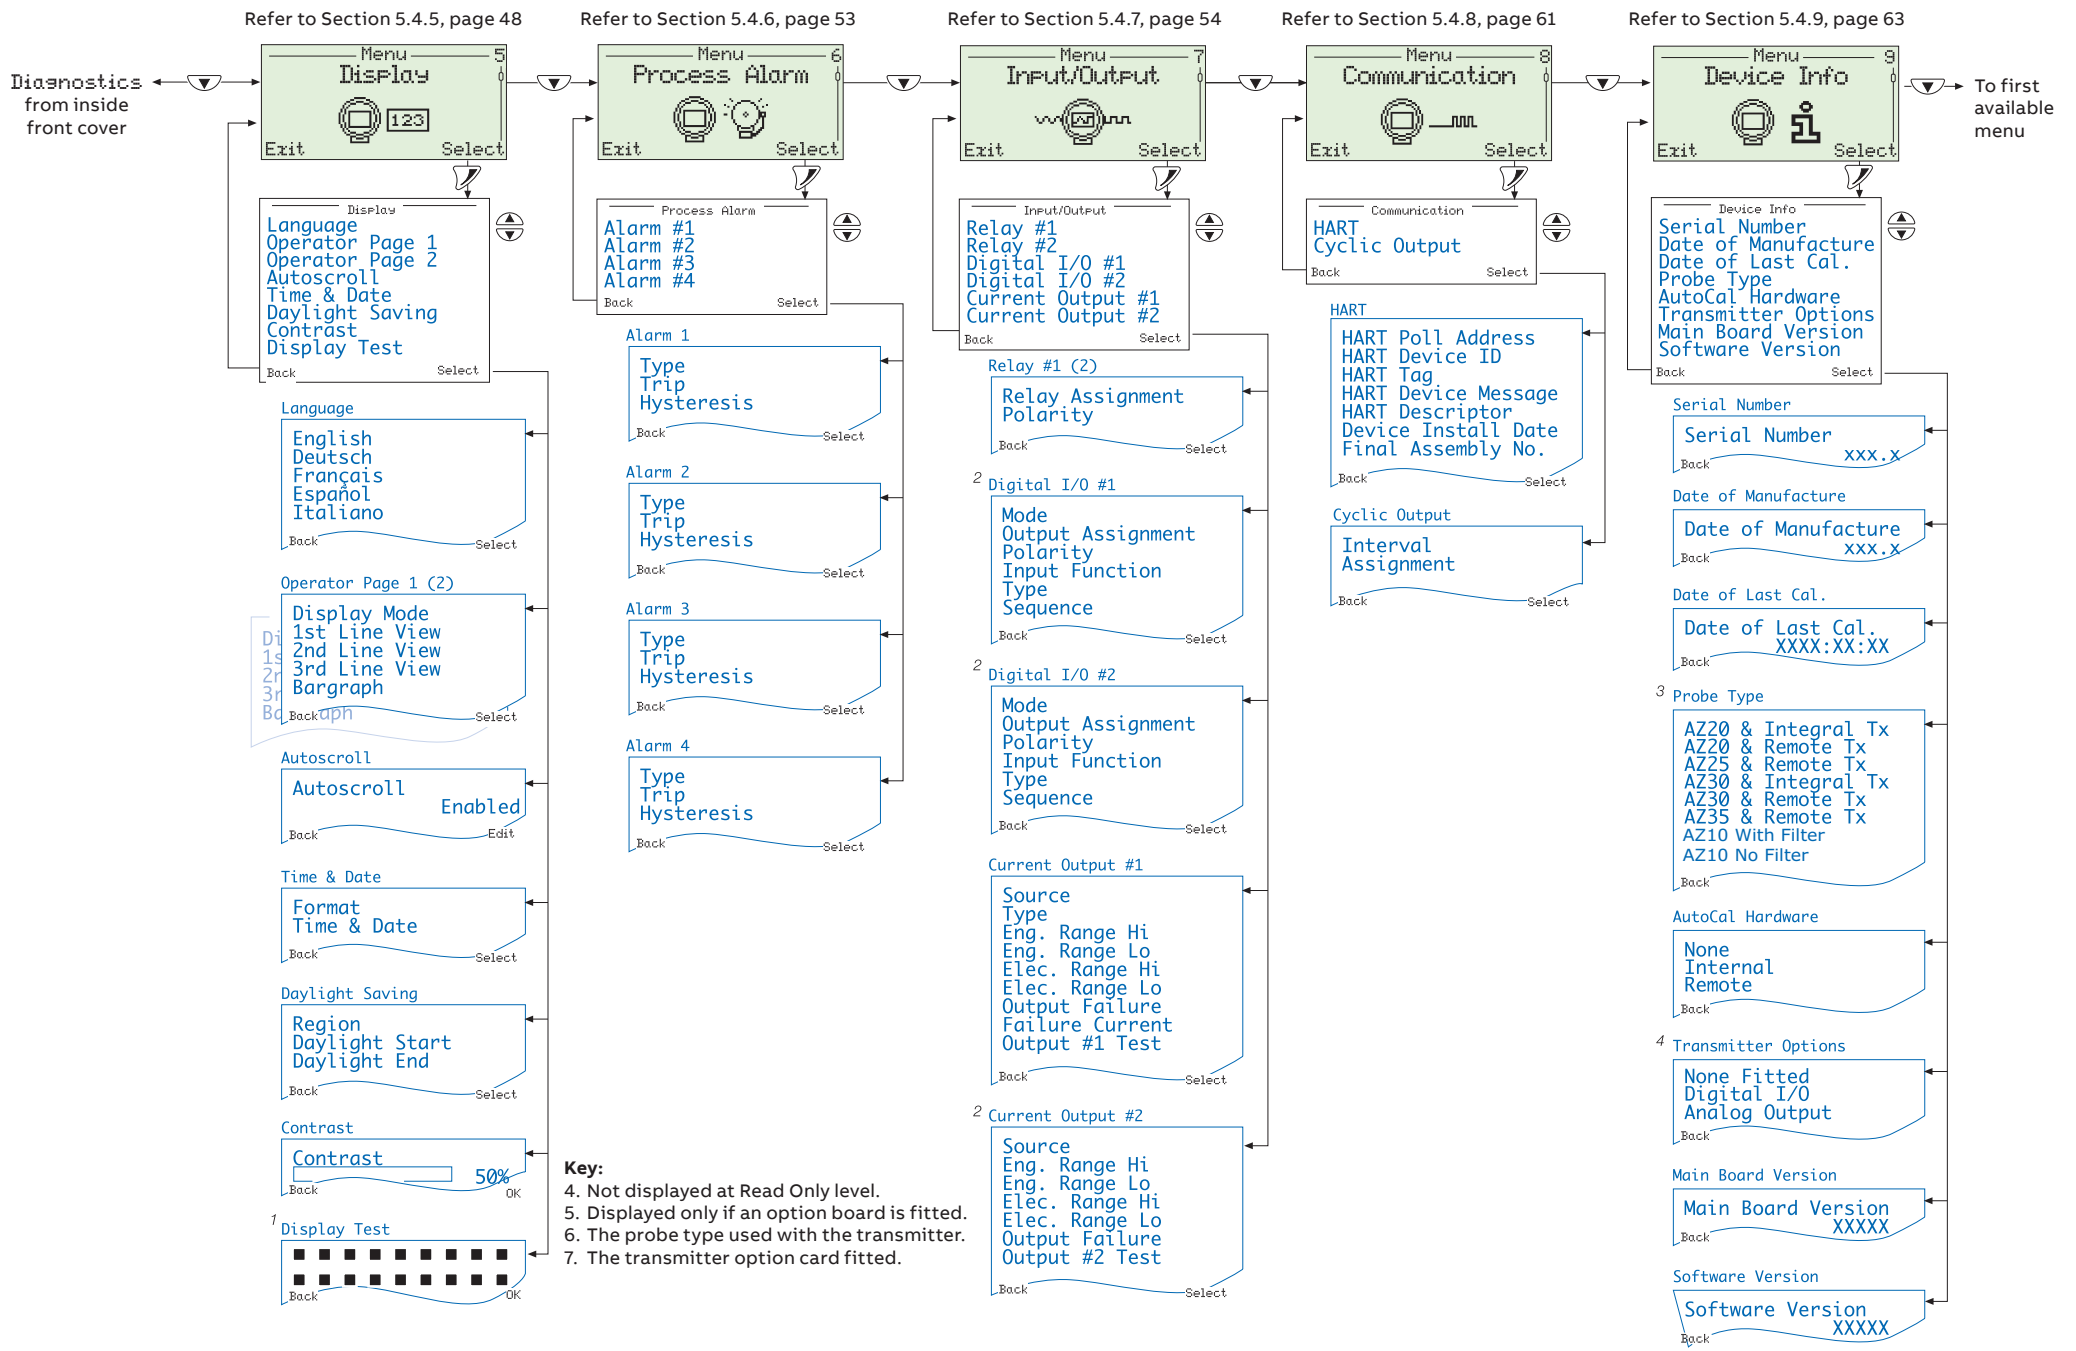 Refer to Section 5.4.5, page 48
Refer to Section 5.4.6, page 53
Refer to Section 5.4.7, page 54
Refer to Section 5.4.8, page 61
Refer to Section 5.4.9, page 63
Diagnostics
from inside
front cover
Menu 5
Display
123
Exit Select
Menu 6
Process Alarm
Exit Select
Menu 7
Input/Output
Exit Select
Menu 8
Communication
Exit Select
Menu 9
Device Info
Exit Select
To first
available
menu
Display
Language
Operator Page 1
Operator Page 2
Autoscroll
Time & Date
Daylight Saving
Contrast
Display Test
Back Select
Language
English
Deutsch
Français
Español
Italiano
Back Select
Operator Page 1 (2)
Display Mode
1st Line View
2nd Line View
3rd Line View
Bargraph
Back Select
Di
1s
2r
3r
Ba aph
Autoscroll
Autoscroll
Enabled
Back Edit
Time & Date
Format
Time & Date
Back Select
Daylight Saving
Region
Daylight Start
Daylight End
Back Select
Contrast
Contrast
50%
Back OK
1 Display Test
Back OK
Process Alarm
Alarm #1
Alarm #2
Alarm #3
Alarm #4
Back Select
Alarm 1
Type
Trip
Hysteresis
Back Select
Alarm 2
Type
Trip
Hysteresis
Back Select
Alarm 3
Type
Trip
Hysteresis
Back Select
Alarm 4
Type
Trip
Hysteresis
Back Select
Key:
4. Not displayed at Read Only level.
5. Displayed only if an option board is fitted.
6. The probe type used with the transmitter.
7. The transmitter option card fitted.
Input/Output
Relay #1
Relay #2
Digital I/O #1
Digital I/O #2
Current Output #1
Current Output #2
Back Select
Relay #1 (2)
Relay Assignment
Polarity
Back Select
2 Digital I/O #1
Mode
Output Assignment
Polarity
Input Function
Type
Sequence
Back Select
2 Digital I/O #2
Mode
Output Assignment
Polarity
Input Function
Type
Sequence
Back Select
Current Output #1
Source
Type
Eng. Range Hi
Eng. Range Lo
Elec. Range Hi
Elec. Range Lo
Output Failure
Failure Current
Output #1 Test
Back Select
2 Current Output #2
Source
Eng. Range Hi
Eng. Range Lo
Elec. Range Hi
Elec. Range Lo
Output Failure
Output #2 Test
Back Select
Communication
HART
Cyclic Output
Back Select
HART
HART Poll Address
HART Device ID
HART Tag
HART Device Message
HART Descriptor
Device Install Date
Final Assembly No.
Back Select
Cyclic Output
Interval
Assignment
Back Select
Device Info
Serial Number
Date of Manufacture
Date of Last Cal.
Probe Type
AutoCal Hardware
Transmitter Options
Main Board Version
Software Version
Back Select
Serial Number
Serial Number
xxx.x
Back
Date of Manufacture
Date of Manufacture
xxx.x
Back
Date of Last Cal.
Date of Last Cal.
XXXX:XX:XX
Back
3 Probe Type
AZ20 & Integral Tx
AZ20 & Remote Tx
AZ25 & Remote Tx
AZ30 & Integral Tx
AZ30 & Remote Tx
AZ35 & Remote Tx
AZ10 With Filter
AZ10 No Filter
Back
AutoCal Hardware
None
Internal
Remote
Back
4 Transmitter Options
None Fitted
Digital I/O
Analog Output
Back
Main Board Version
Main Board Version
XXXXX
Back
Software Version
Software Version
XXXXX
Back